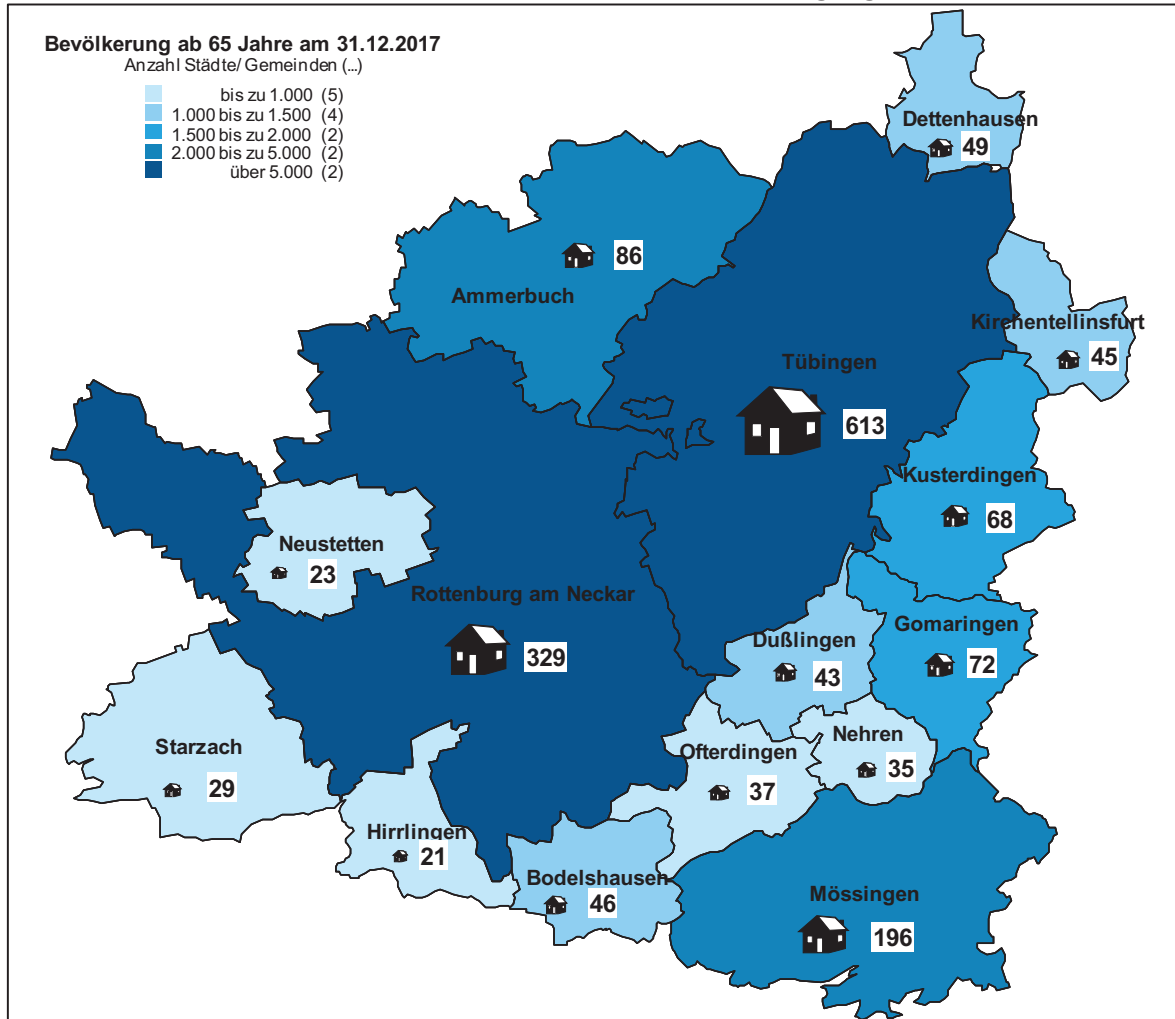 Bevölkerung ab 65 Jahre am 31.12.2017
Anzahl Städte/ Gemeinden (...)
bis zu 1.000 (5)
1.000 bis zu 1.500 (4)
1.500 bis zu 2.000 (2)
2.000 bis zu 5.000 (2)
über 5.000 (2)
Dettenhausen
49
86
Ammerbuch
Kirchentellinsfurt
45
Tübingen
613
Kusterdingen
68
Neustetten
23
Rottenburg am Neckar
329
Dußlingen
43
Gomaringen
72
Starzach
29
Ofterdingen
37
Nehren
35
Hirrlingen
21
Bodelshausen
46
Mössingen
196